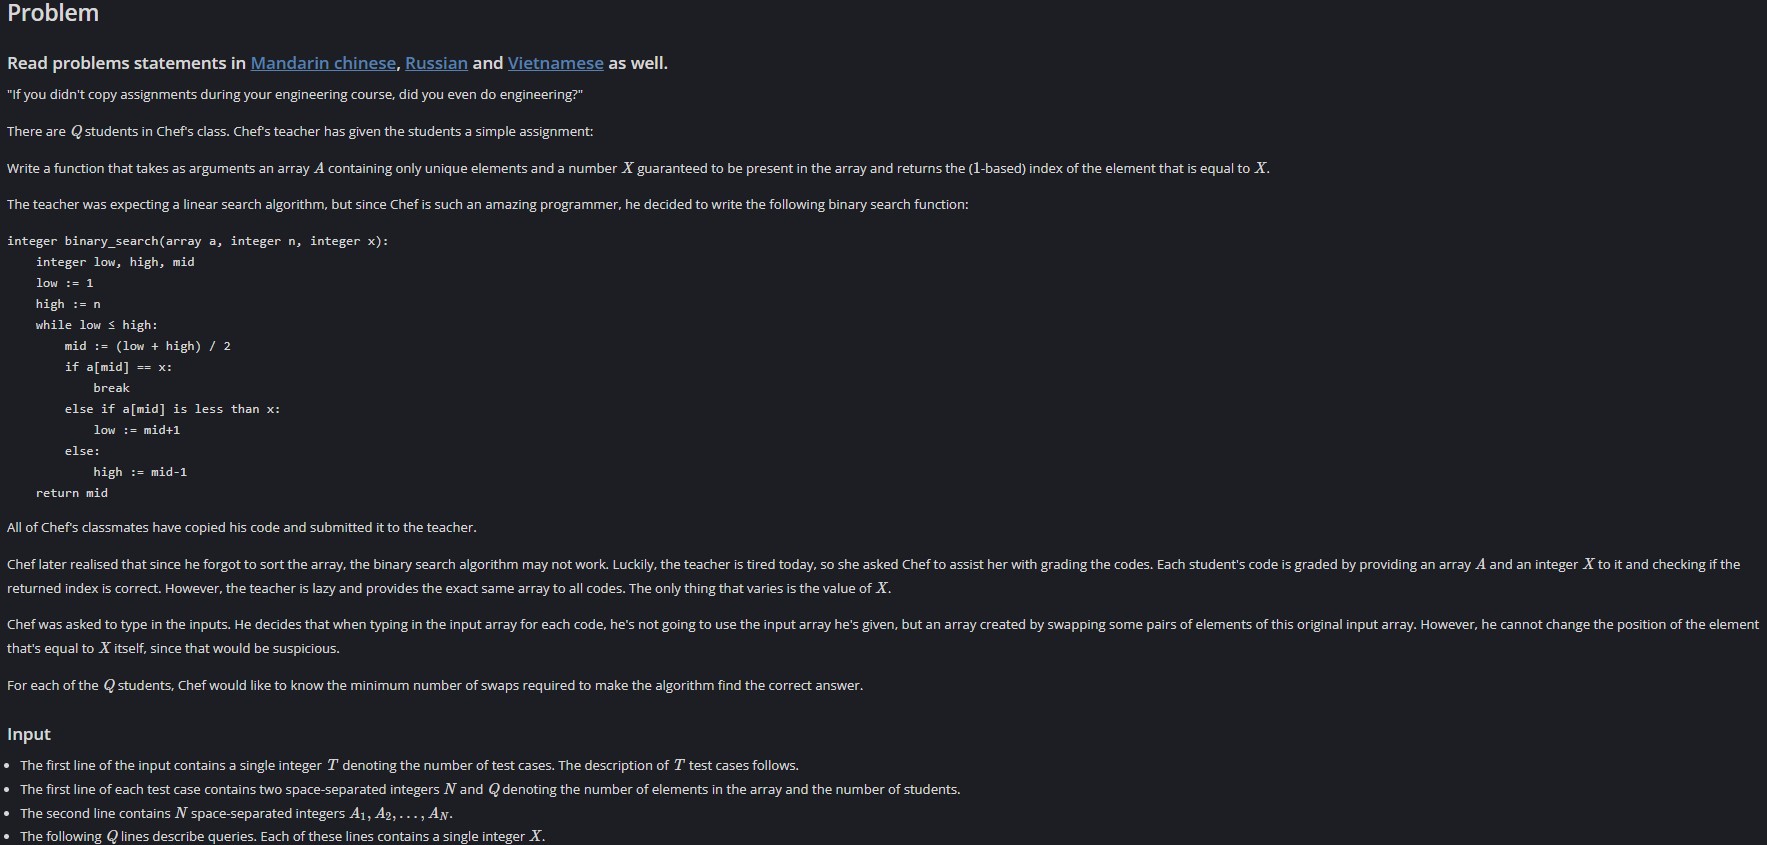 Problem
Read problems statements in Mandarin chinese, Russian and Vietnamese as well.
"If you didn't copy assignments during your engineering course, did you even do engineering?"
There are Q students in Chef's class. Chef's teacher has given the students a simple assignment:
Write a function that takes as arguments an array A containing only unique elements and a number X guaranteed to be present in the array and returns the (1-based) index of the element that is equal to X.
The teacher was expecting a linear search algorithm, but since Chef is such an amazing programmer, he decided to write the following binary search function:
integer binary_search(array a, integer n, integer x):
    integer low, high, mid
    low := 1
    high := n
    while low ≤ high:
        mid := (low + high) / 2
        if a[mid] == x:
            break
        else if a[mid] is less than x:
            low := mid+1
        else:
            high := mid-1
    return mid
All of Chef's classmates have copied his code and submitted it to the teacher.
Chef later realised that since he forgot to sort the array, the binary search algorithm may not work. Luckily, the teacher is tired today, so she asked Chef to assist her with grading the codes. Each student's code is graded by providing an array A and an integer X to it and checking if the
returned index is correct. However, the teacher is lazy and provides the exact same array to all codes. The only thing that varies is the value of X.
Chef was asked to type in the inputs. He decides that when typing in the input array for each code, he's not going to use the input array he's given, but an array created by swapping some pairs of elements of this original input array. However, he cannot change the position of the element
that's equal to X itself, since that would be suspicious.
For each of the Q students, Chef would like to know the minimum number of swaps required to make the algorithm find the correct answer.
Input
• The first line of the input contains a single integer T denoting the number of test cases. The description of T test cases follows.
• The first line of each test case contains two space-separated integers N and Q denoting the number of elements in the array and the number of students.
• The second line contains N space-separated integers A1, A2, . . . , AN.
• The following Q lines describe queries. Each of these lines contains a single integer X.